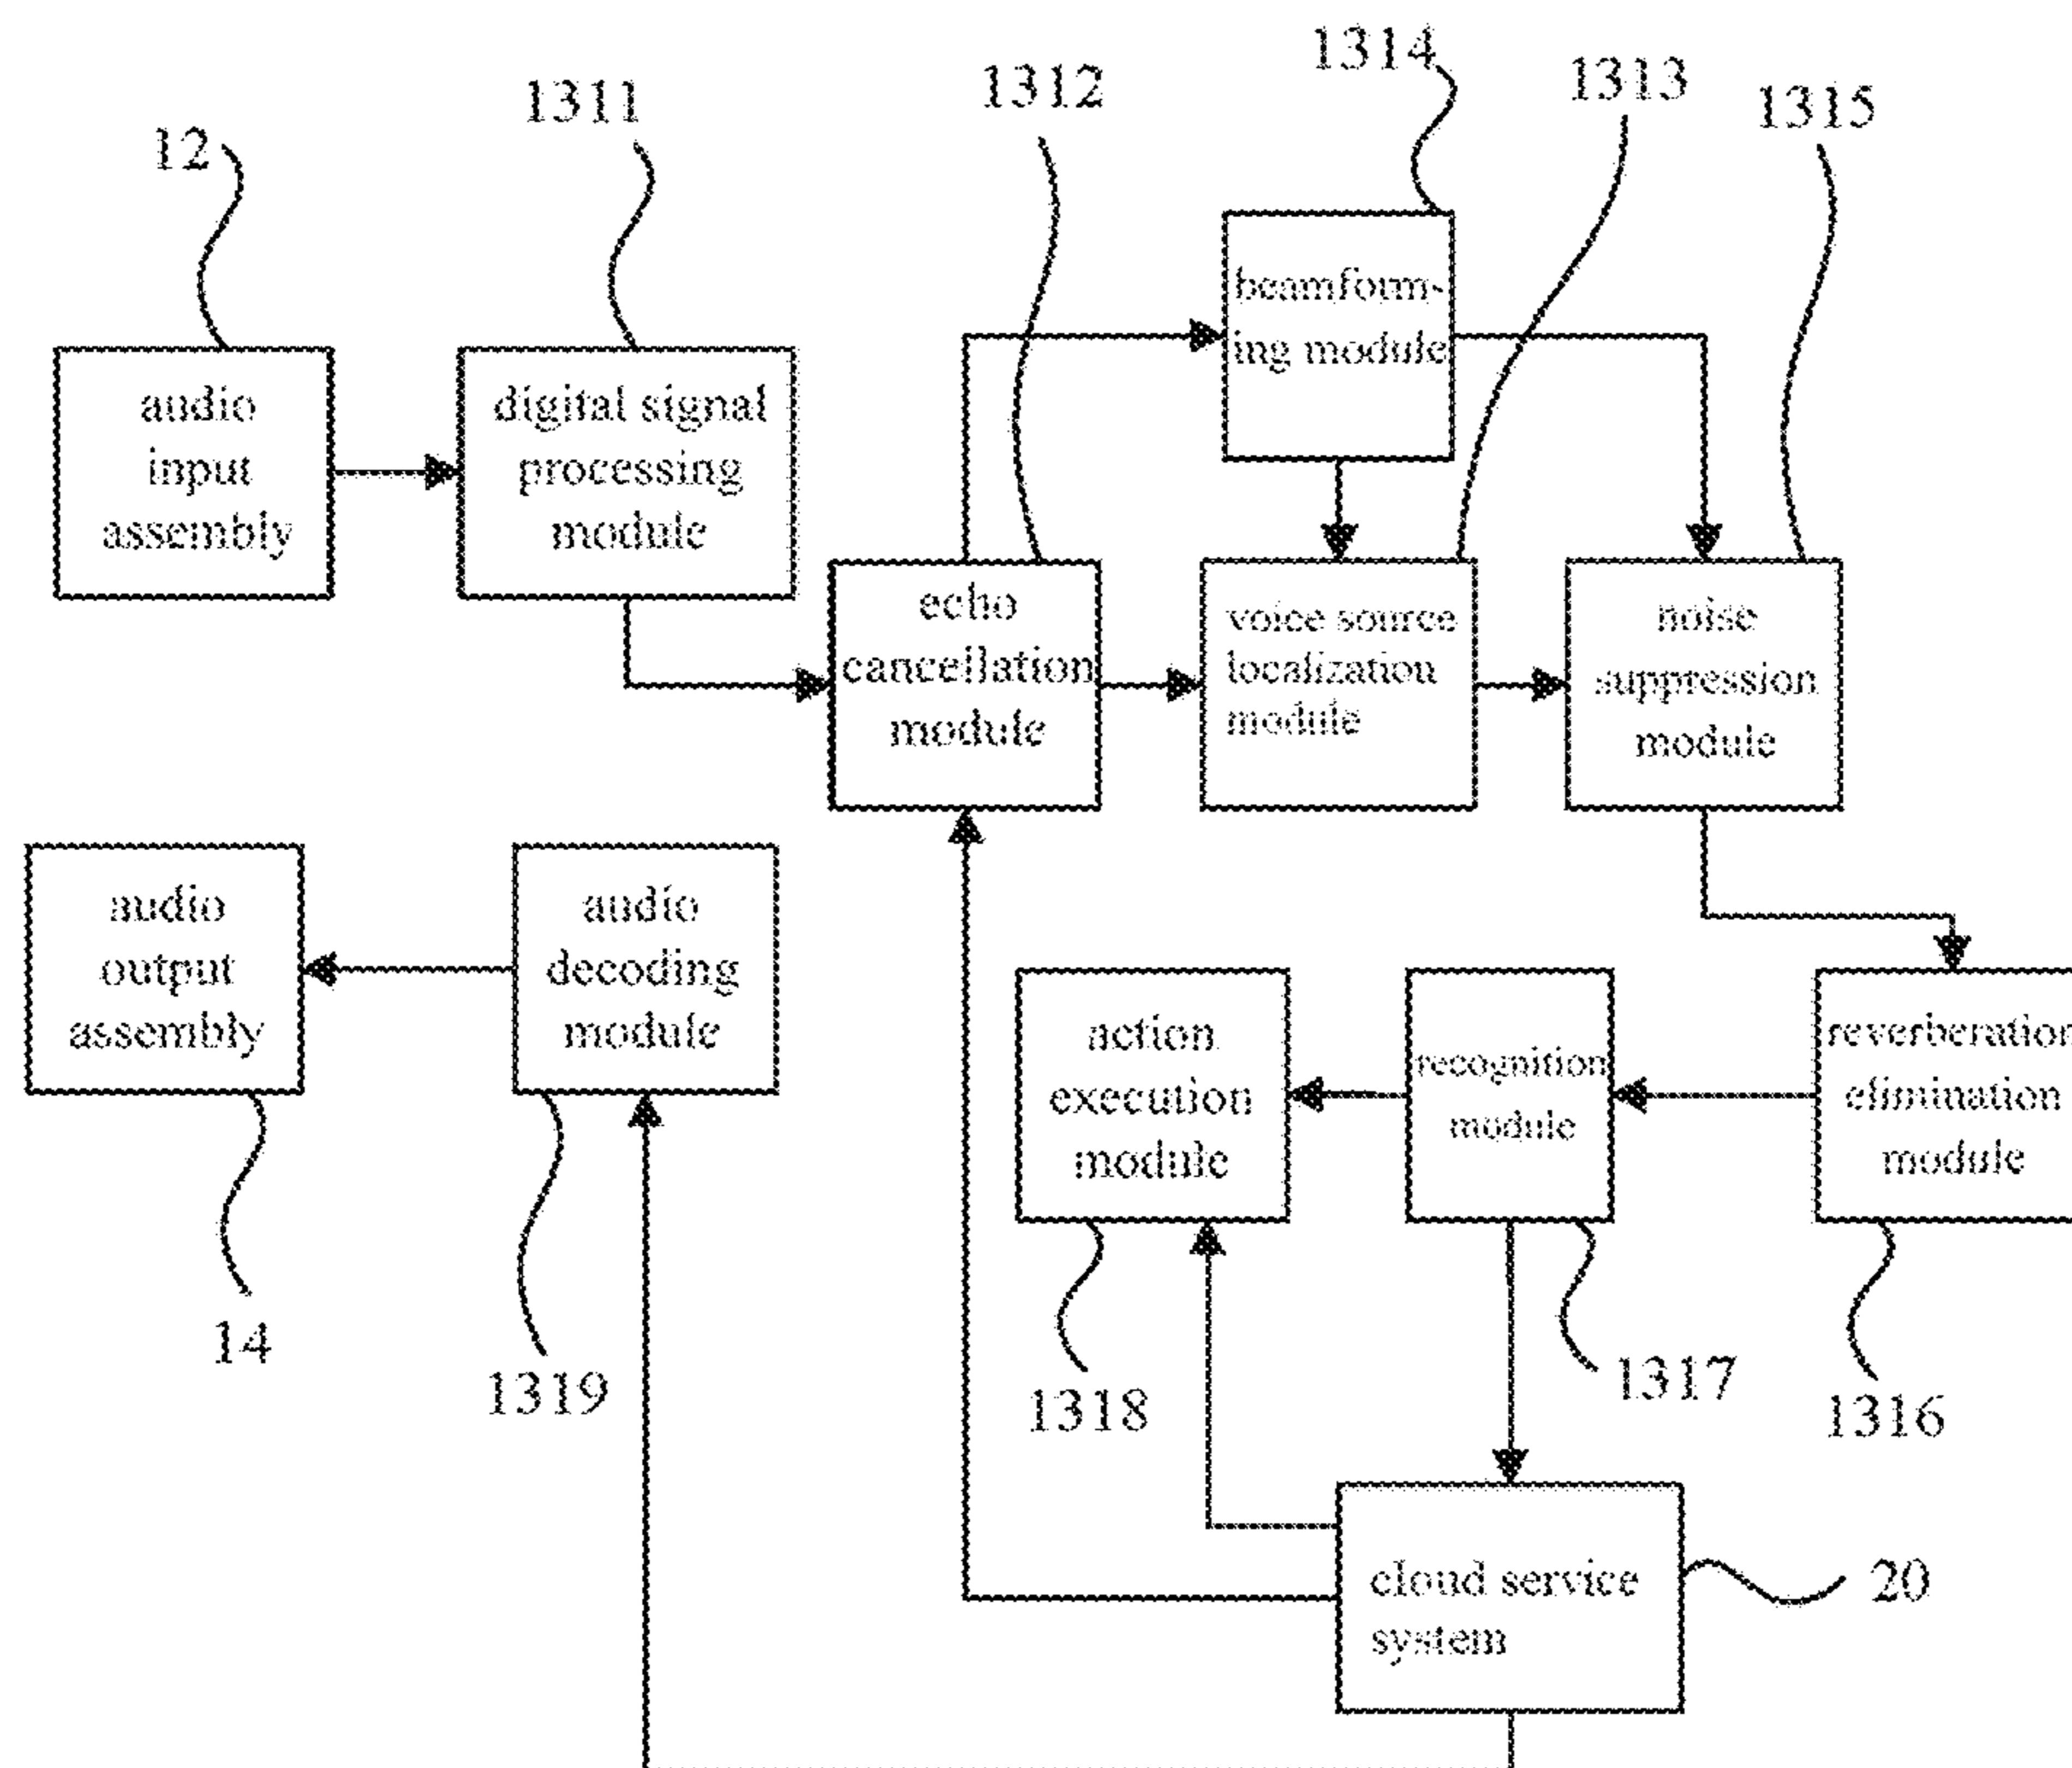 1314
1313
1312
1315
1311
12
beamform-
ing module
audio
input
assembly
digital signal
processing
module
echo
cancellation
module
voice source
localization
module
noise
suppression
module
audio
output
assembly
audio
decoding
module
action
execution
module
recognition
module
reverberation
elimination
module
14
1319
1318
1317
1316
cloud service
system
20